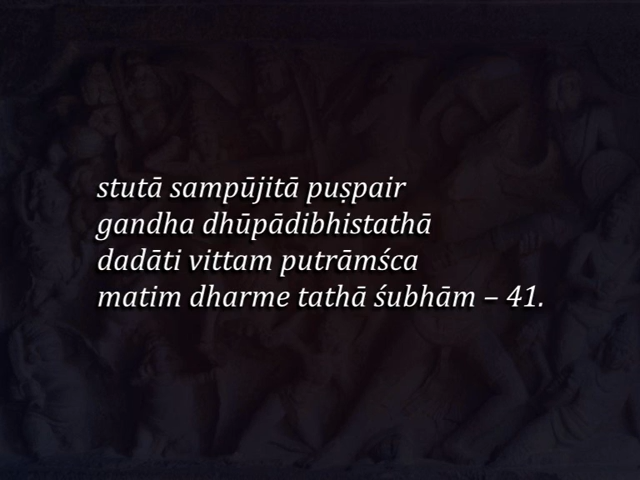 stutā sampūjitā puṣpair
gandha dhūpādibhistathā
dadāti vittam putrāmśca
matim dharme tathā śubhām – 41.